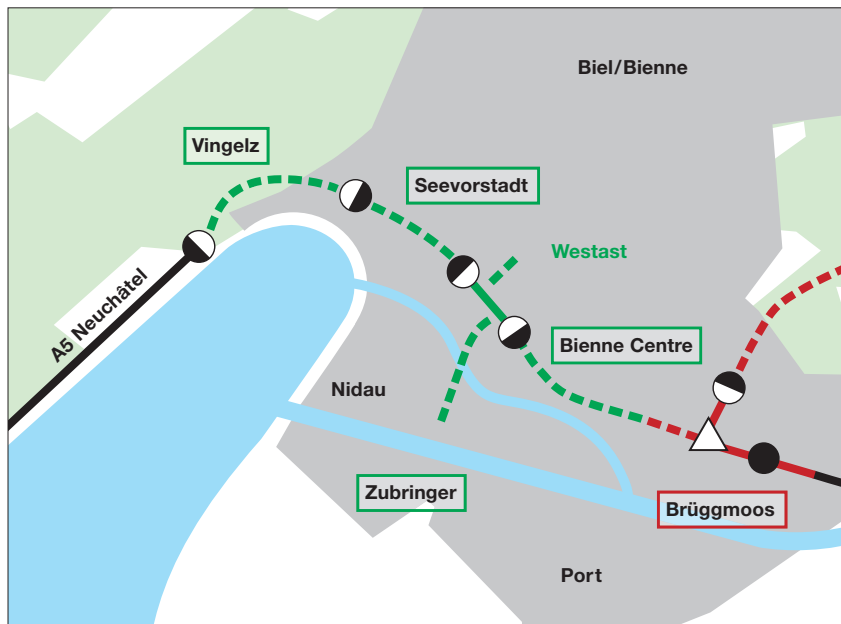 Biel/Bienne
Vingelz
Seevorstadt
Westast
A5 Neuchâtel
Bienne Centre
Nidau
Zubringer
Brüggmoos
Port